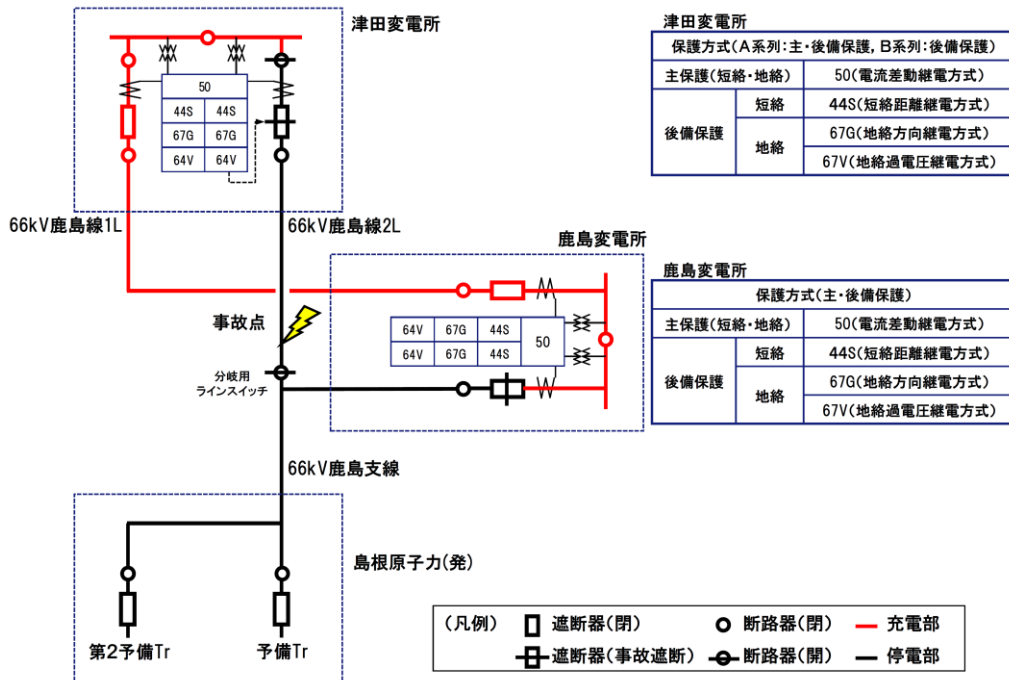 津田変電所
50
44S 44S
67G 67G
64V 64V
津田変電所
保護方式(A系列:主・後備保護, B系列:後備保護)
主保護(短絡・地絡) 50(電流差動継電方式)
後備保護 短絡 44S(短絡距離継電方式)
地絡 67G(地絡方向継電方式)
67V(地絡過電圧継電方式)
66kV鹿島線1L
66kV鹿島線2L
鹿島変電所
64V 67G 44S 50
64V 67G 44S
事故点
分岐用
ラインスイッチ
鹿島変電所
保護方式(主・後備保護)
主保護(短絡・地絡) 50(電流差動継電方式)
後備保護 短絡 44S(短絡距離継電方式)
地絡 67G(地絡方向継電方式)
67V(地絡過電圧継電方式)
66kV鹿島支線
島根原子力(発)
第2予備Tr
予備Tr
(凡例) 遮断器(閉) 断路器(閉) 充電部
遮断器(事故遮断) 断路器(開) 停電部